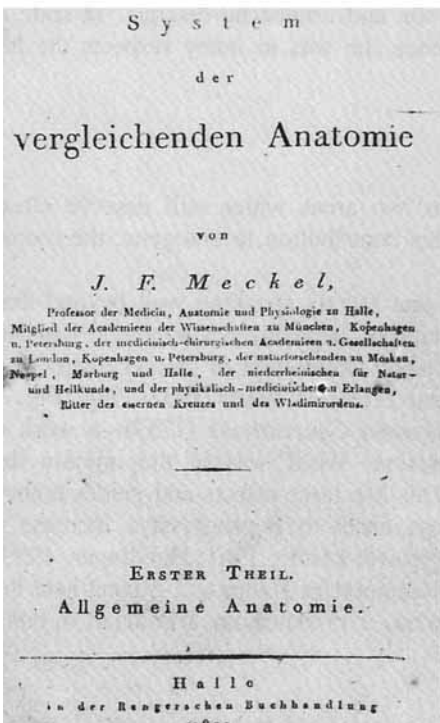 System
der
vergleichenden Anatomie
von
J. F. Meckel,
Professor der Medicin, Anatomie und Physiologie zu Halle,
Mitglied der Academieen der Wissenschaften zu München, Kopenhagen
u. Petersburg, der medicinisch-chirurgischen Academieen u. Gesellschaften
zu London, Kopenhagen u. Petersburg, der naturforschenden zu Moskau,
Neapel, Marburg und Halle, der niederrheinischen für Natur-
und Heilkunde, und der physikalisch-medicinischen zu Erlangen,
Ritter des eisernen Kreuzes und des Wladimirordens.
ERSTER THEIL.
Allgemeine Anatomie.
Halle
in der Rengerschen Buchhandlung